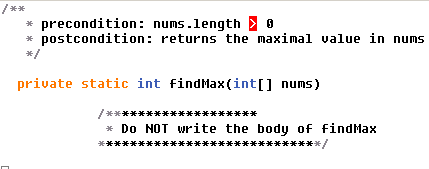 /**
* precondition: nums.length > 0
* postcondition: returns the maximal value in nums
*/
private static int findMax(int[] nums)
/*******************
* Do NOT write the body of findMax
****************************/